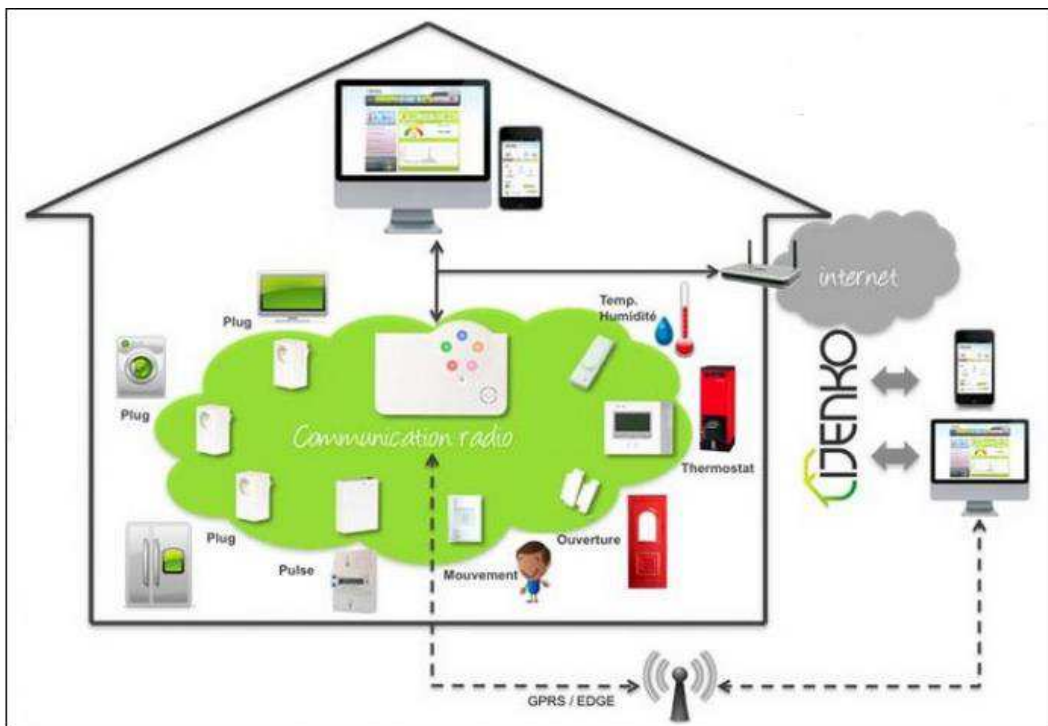 internet
Temp.
Humidité
Plug
Plug
Communication radio
Thermostat
IJENKO
Plug
Ouverture
Pulse
Mouvement
GPRS / EDGE